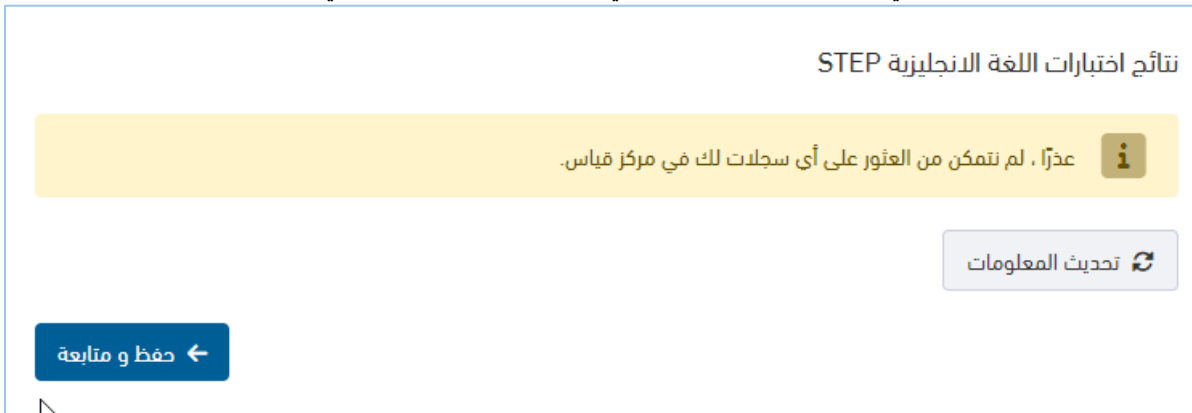 نتائج اختبارات اللغة الانجليزية STEP
عذرًا ، لم نتمكن من العثور على أي سجلات لك في مركز قياس.
تحديث المعلومات
حفظ و متابعة